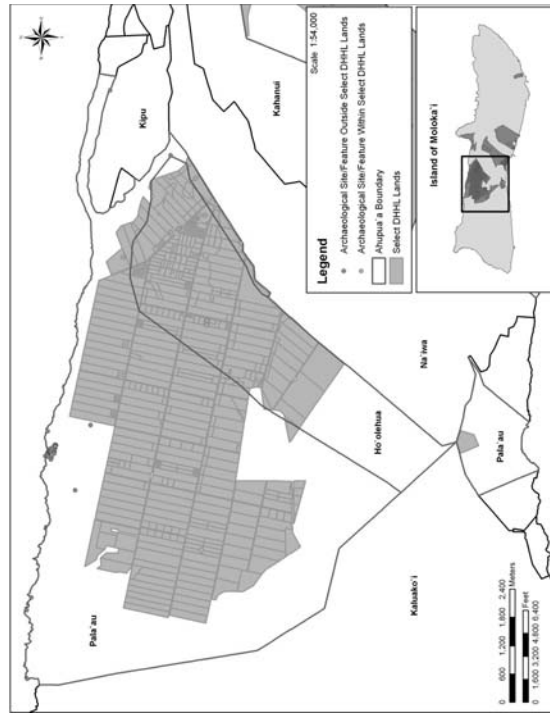 Kipu
Kahanui
Pala`au
Ho`olehua
Na`iwa
Kaluako`i
Pala`au
Scale 1:54,000
Legend
Archaeological Site/Feature Outside Select DHHL Lands
Archaeological Site/Feature Within Select DHHL Lands
Ahupua`a Boundary
Select DHHL Lands
Island of Moloka`i
0 600 1,200 1,800 2,400
Meters
Feet
0 1,600 3,200 4,800 6,400